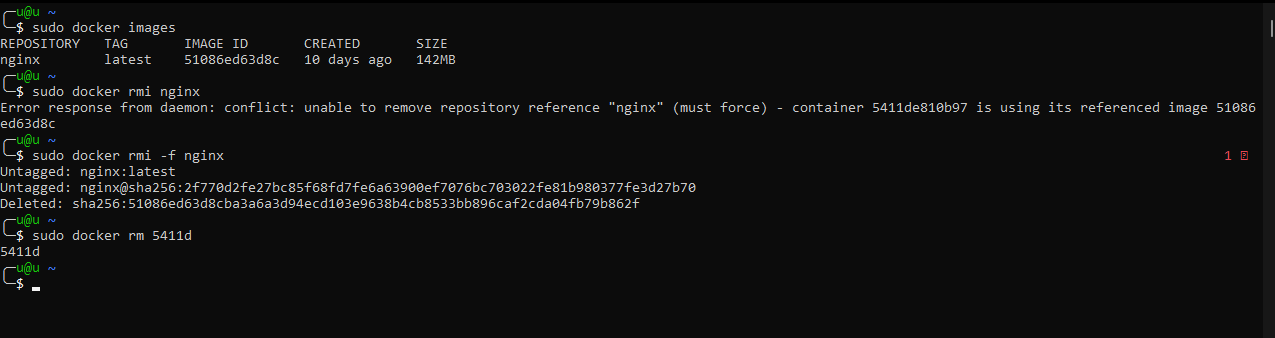 ╭─u@u ~
╰─$ sudo docker images
REPOSITORY   TAG       IMAGE ID       CREATED       SIZE
nginx        latest    51086ed63d8c   10 days ago   142MB
╭─u@u ~
╰─$ sudo docker rmi nginx
Error response from daemon: conflict: unable to remove repository reference "nginx" (must force) - container 5411de810b97 is using its referenced image 51086
ed63d8c
╭─u@u ~
╰─$ sudo docker rmi -f nginx 1
Untagged: nginx:latest
Untagged: nginx@sha256:2f770d2fe27bc85f68fd7fe6a63900ef7076bc703022fe81b980377fe3d27b70
Deleted: sha256:51086ed63d8cba3a6a3d94ecd103e9638b4cb8533bb896caf2cda04fb79b862f
╭─u@u ~
╰─$ sudo docker rm 5411d
5411d
╭─u@u ~
╰─$